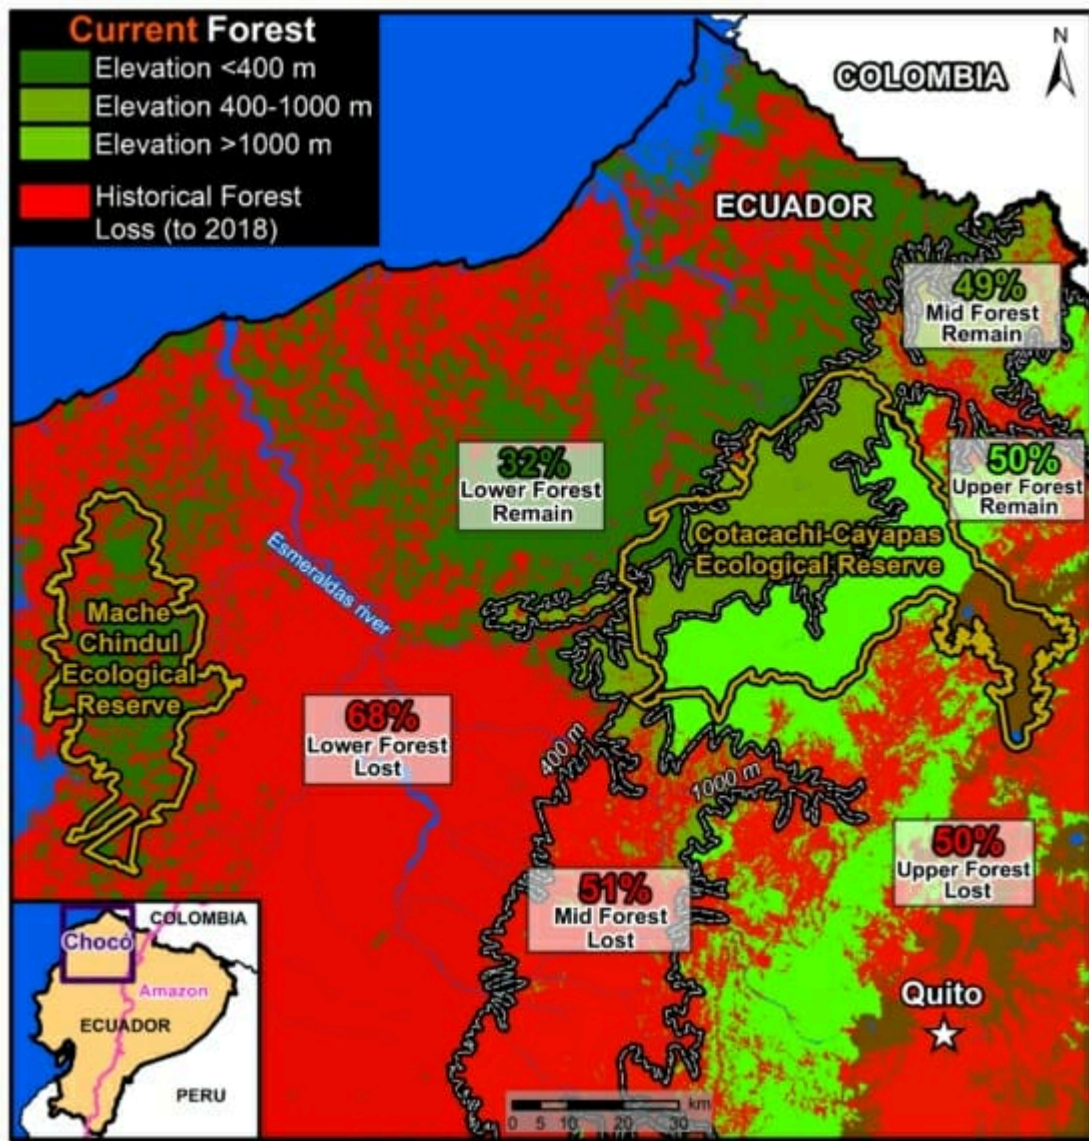 Current Forest
Elevation <400 m
Elevation 400-1000 m
Elevation >1000 m
Historical Forest
Loss (to 2018)
N
COLOMBIA
ECUADOR
49%
Mid Forest
Remain
32%
Lower Forest
Remain
50%
Upper Forest
Remain
Cotacachi-Cayapas
Ecological Reserve
Esmeraldas river
Mache
Chindul
Ecological
Reserve
68%
Lower Forest
Lost
400 m
1000 m
50%
Upper Forest
Lost
51%
Mid Forest
Lost
Quito
COLOMBIA
Chocó
Amazon
ECUADOR
PERU
km
0 5 10 20 30